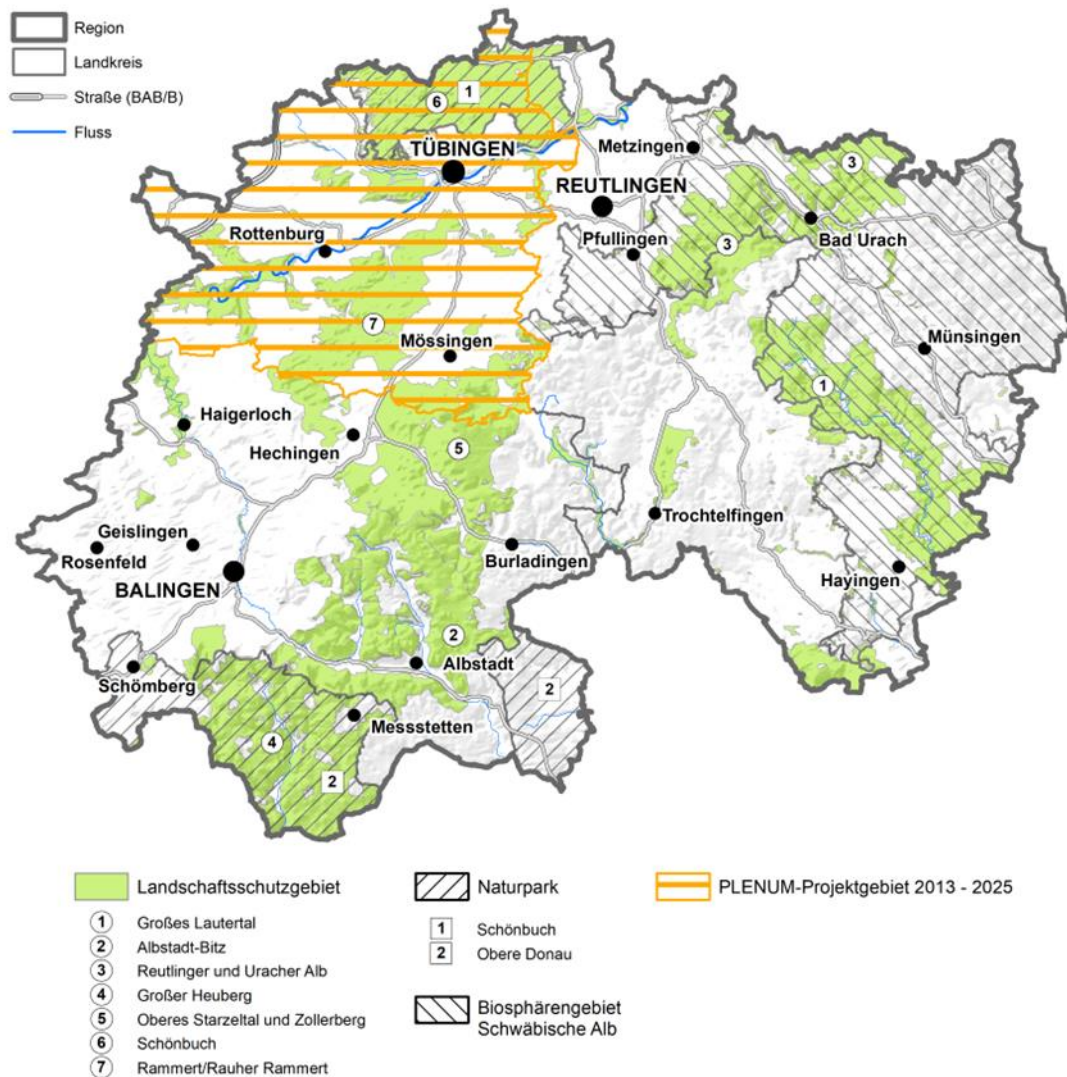 Region
Landkreis
Straße (BAB/B)
Fluss
1
6
TÜBINGEN
Metzingen
REUTLINGEN
3
Rottenburg
Pfullingen
3
Bad Urach
7
Mössingen
Münsingen
1
Haigerloch
Hechingen
5
Trochtelfingen
Geislingen
Rosenfeld
Burladingen
BALINGEN
Hayingen
2
Albstadt
Schömberg
2
Messstetten
4
2
Landschaftsschutzgebiet
1 Großes Lautertal
2 Albstadt-Bitz
3 Reutlinger und Uracher Alb
4 Großer Heuberg
5 Oberes Starzeltal und Zollerberg
6 Schönbuch
7 Rammert/Rauher Rammert
Naturpark
1 Schönbuch
2 Obere Donau
Biosphärengebiet
Schwäbische Alb
PLENUM-Projektgebiet 2013 - 2025